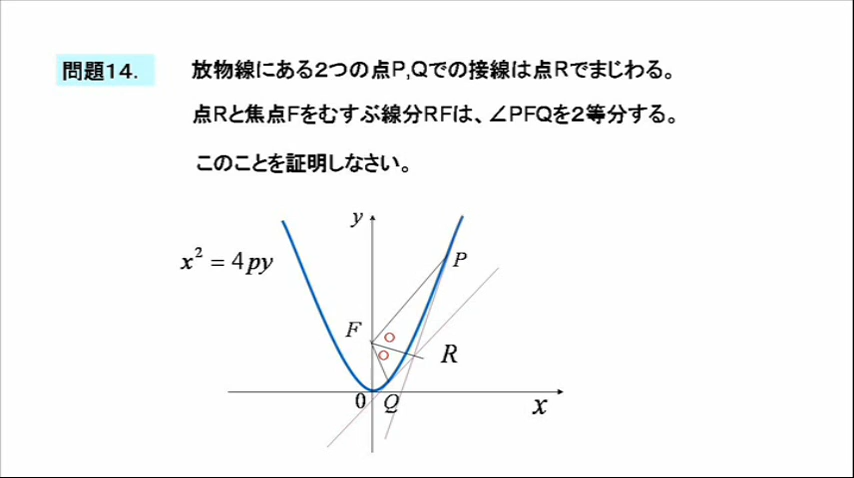 問題14. 放物線にある2つの点P,Qでの接線は点Rでまじわる。
点Rと焦点Fをむすぶ線分RFは、∠PFQを2等分する。
このことを証明しなさい。
y
x² = 4py
P
F
R
0 Q
x